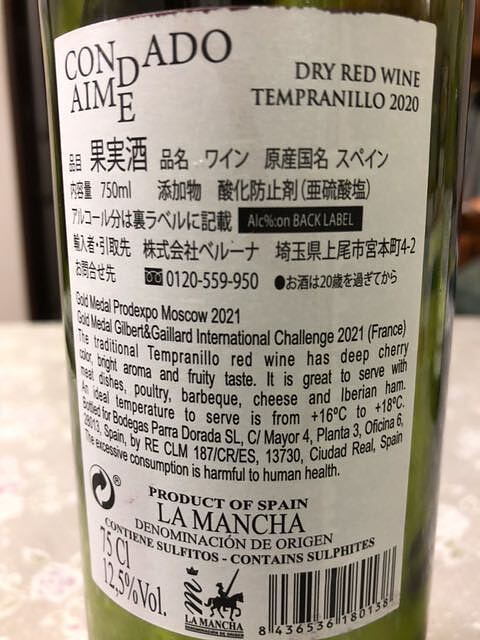 CONDADO
DE
AIME
DRY RED WINE
TEMPRANILLO 2020
品目 果実酒 品名 ワイン 原産国名 スペイン
内容量 750ml 添加物 酸化防止剤(亜硫酸塩)
アルコール分は裏ラベルに記載 Alc%:on BACK LABEL
輸入者・引取先 株式会社ベルーナ 埼玉県上尾市宮本町4-2
お問合せ先 0120-559-950 ●お酒は20歳を過ぎてから
Gold Medal Prodexpo Moscow 2021
Gold Medal Gilbert&Gaillard International Challenge 2021 (France)
The traditional Tempranillo red wine has deep cherry
color, bright aroma and fruity taste. It is great to serve with
meat dishes, poultry, barbeque, cheese and Iberian ham.
An ideal temperature to serve is from +16ºC to +18ºC.
Bottled for Bodegas Parra Dorada SL, C/ Mayor 4, Planta 3, Oficina 6,
28013, Spain, by RE CLM 187/CR/ES, 13730, Ciudad Real, Spain
The excessive consumption is harmful to human health.
PRODUCT OF SPAIN
LA MANCHA
DENOMINACIÓN DE ORIGEN
CONTIENE SULFITOS - CONTAINS SULPHITES
75 Cl
12,5%Vol.
m
LA MANCHA
DENOMINACIÓN DE ORIGEN
8 436536 180138